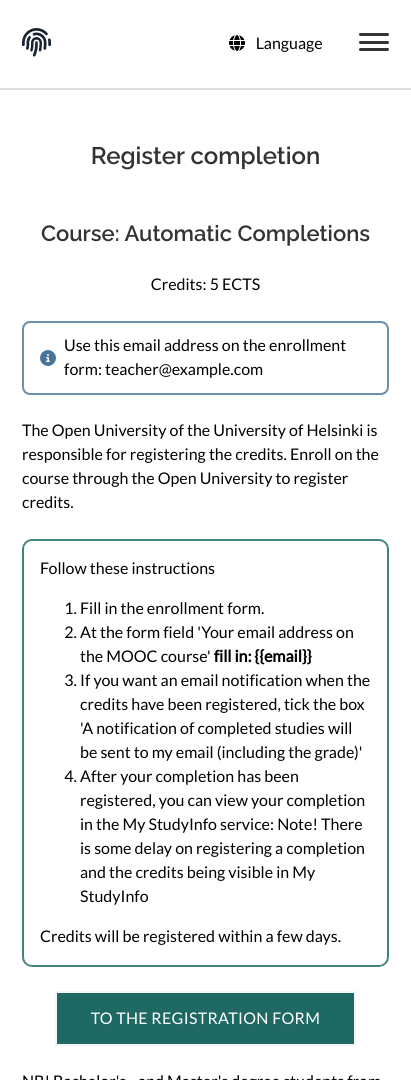 Language
Register completion
Course: Automatic Completions
Credits: 5 ECTS
Use this email address on the enrollment
form: teacher@example.com
The Open University of the University of Helsinki is
responsible for registering the credits. Enroll on the
course through the Open University to register
credits.
Follow these instructions
1. Fill in the enrollment form.
2. At the form field 'Your email address on
the MOOC course' fill in: {{email}}
3. If you want an email notification when the
credits have been registered, tick the box
'A notification of completed studies will
be sent to my email (including the grade)'
4. After your completion has been
registered, you can view your completion
in the My StudyInfo service: Note! There
is some delay on registering a completion
and the credits being visible in My
StudyInfo
Credits will be registered within a few days.
TO THE REGISTRATION FORM
NB! Bachelor's- and Master's degree students from